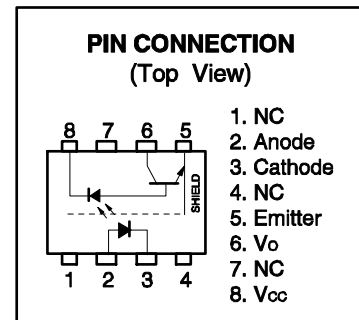 PIN CONNECTION
(Top View)
8 7 6 5
SHIELD
1 2 3 4
1. NC
2. Anode
3. Cathode
4. NC
5. Emitter
6. Vo
7. NC
8. Vcc